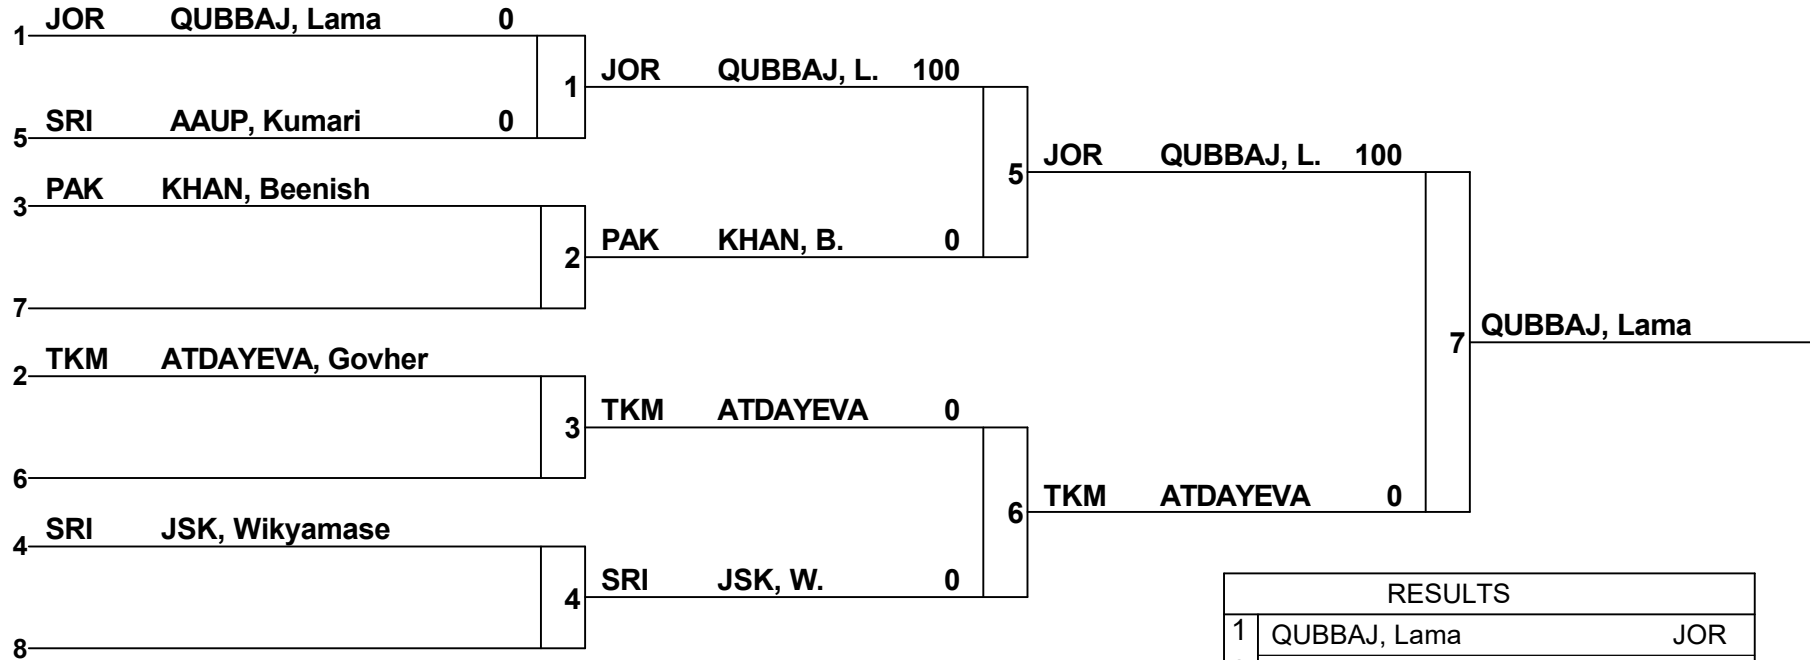 1 JOR QUBBAJ, Lama 0
1 JOR QUBBAJ, L. 100
5 SRI AAUP, Kumari 0
5 JOR QUBBAJ, L. 100
3 PAK KHAN, Beenish
2 PAK KHAN, B. 0
7
7 QUBBAJ, Lama
2 TKM ATDAYEVA, Govher
3 TKM ATDAYEVA 0
6
6 TKM ATDAYEVA 0
4 SRI JSK, Wikyamase
4 SRI JSK, W. 0
8
RESULTS
1 QUBBAJ, Lama JOR